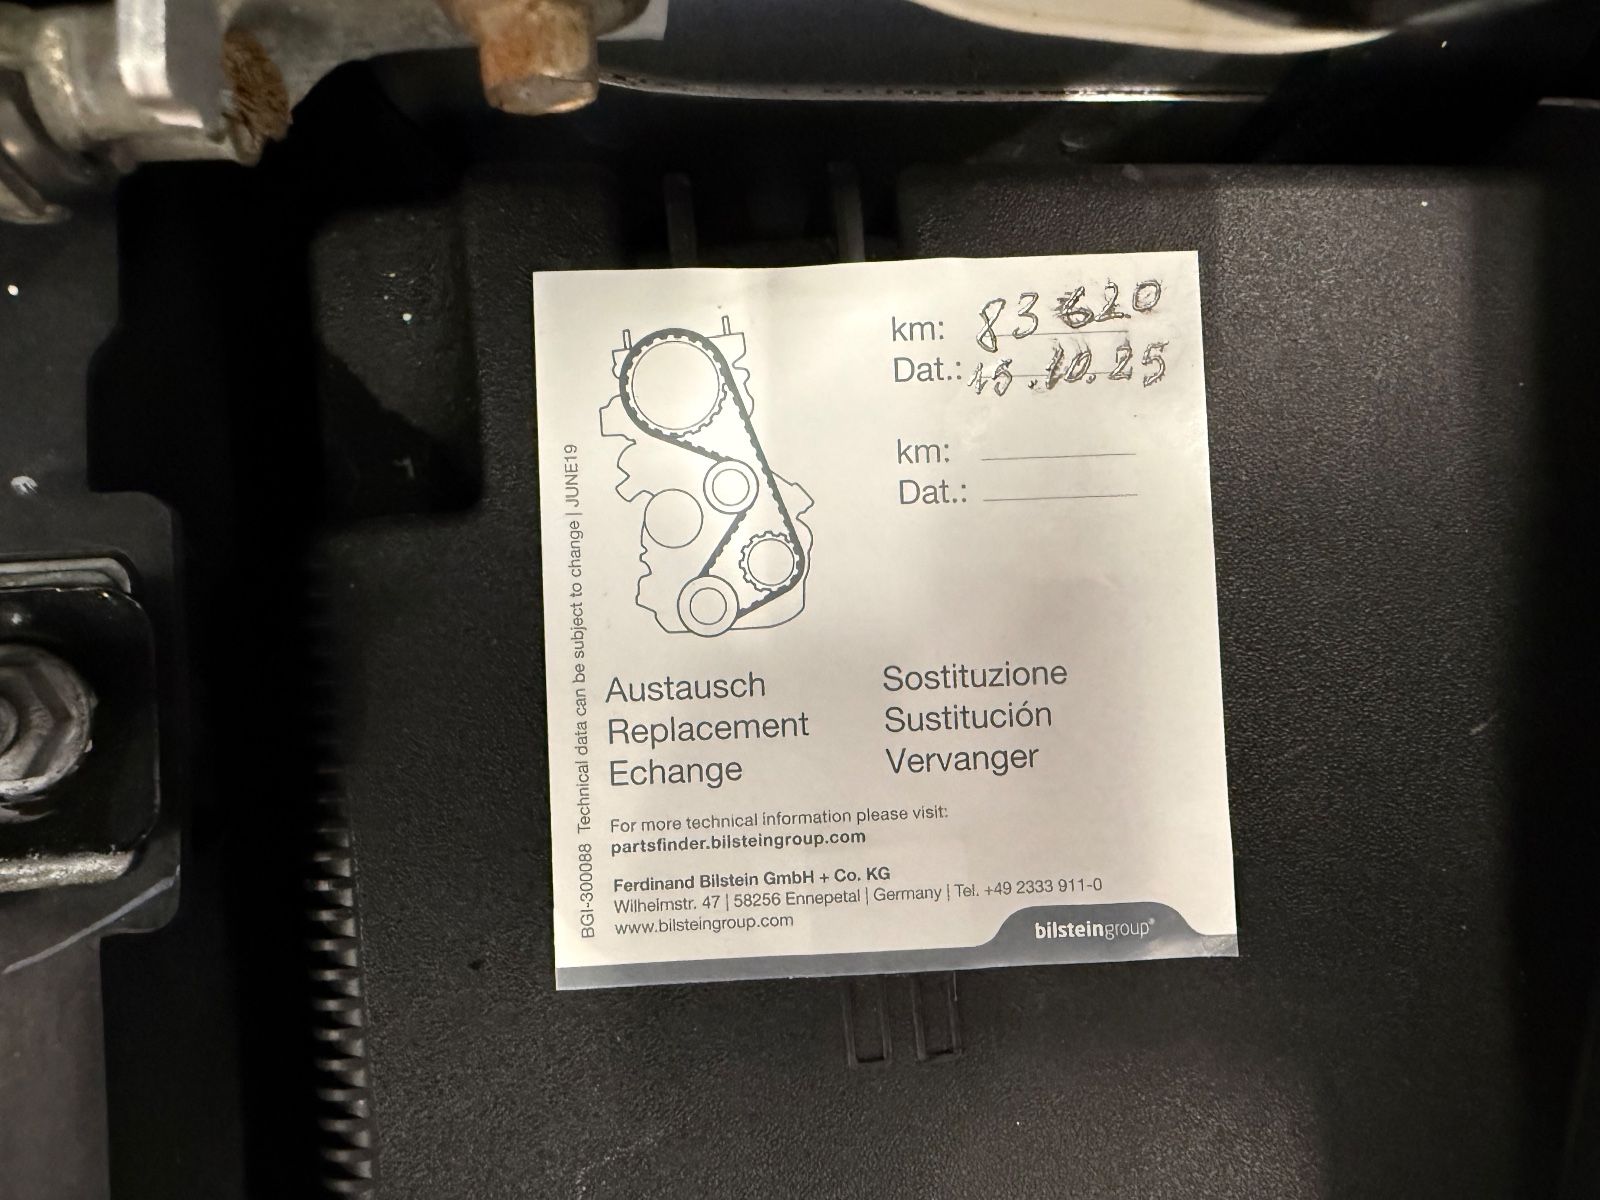 km: 83620
Dat.: 15.10.25
km:
Dat.:
Austausch
Replacement
Echange
Sostituzione
Sustitución
Vervanger
For more technical information please visit:
partsfinder.bilsteingroup.com
Ferdinand Bilstein GmbH + Co. KG
Wilhelmstr. 47 | 58256 Ennepetal | Germany | Tel. +49 2333 911-0
www.bilsteingroup.com
bilsteingroup®
BGI-300088 Technical data can be subject to change | JUNE19